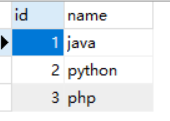 id name
1 java
2 python
3 php